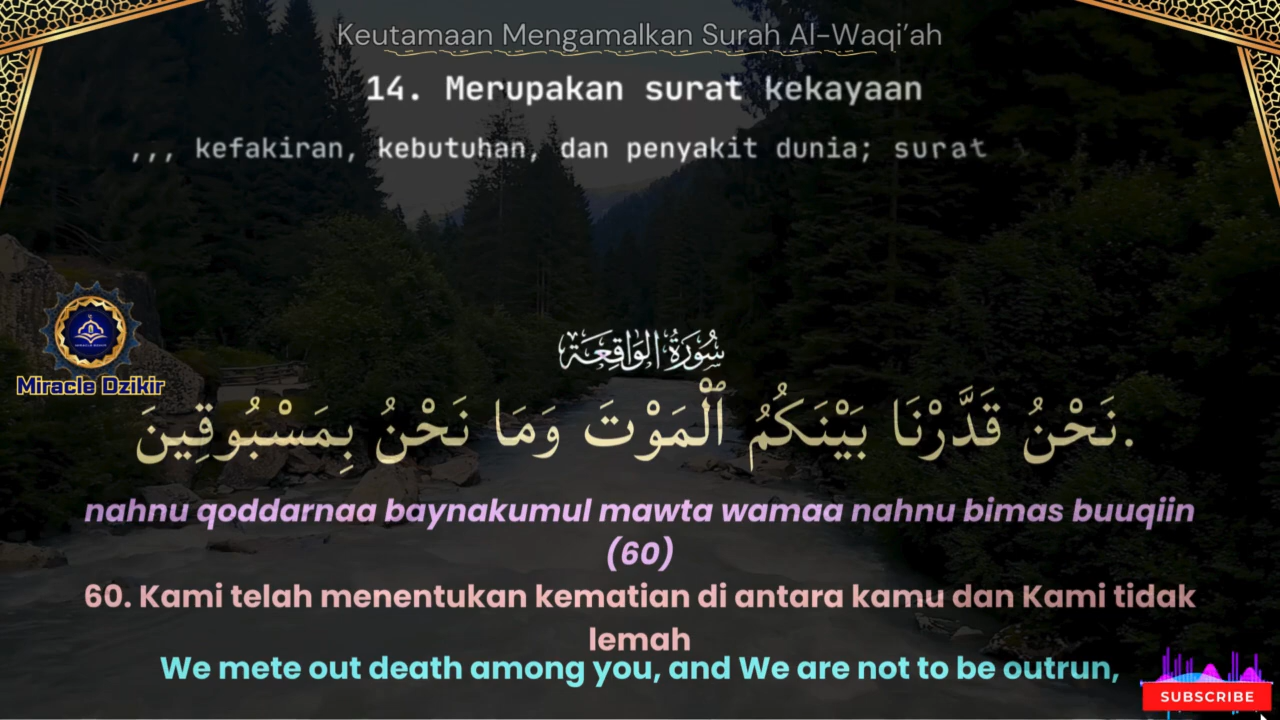 Keutamaan Mengamalkan Surah Al-Waqi’ah
14. Merupakan surat kekayaan
,,, kefakiran, kebutuhan, dan penyakit dunia; surat
Miracle Dzikir
سُورَةُ الوَاقِعَة
نَحْنُ قَدَّرْنَا بَيْنَكُمُ ٱلْمَوْتَ وَمَا نَحْنُ بِمَسْبُوقِينَ.
nahnu qoddarnaa baynakumul mawta wamaa nahnu bimas buuqiin
(60)
60. Kami telah menentukan kematian di antara kamu dan Kami tidak
lemah
We mete out death among you, and We are not to be outrun,
SUBSCRIBE